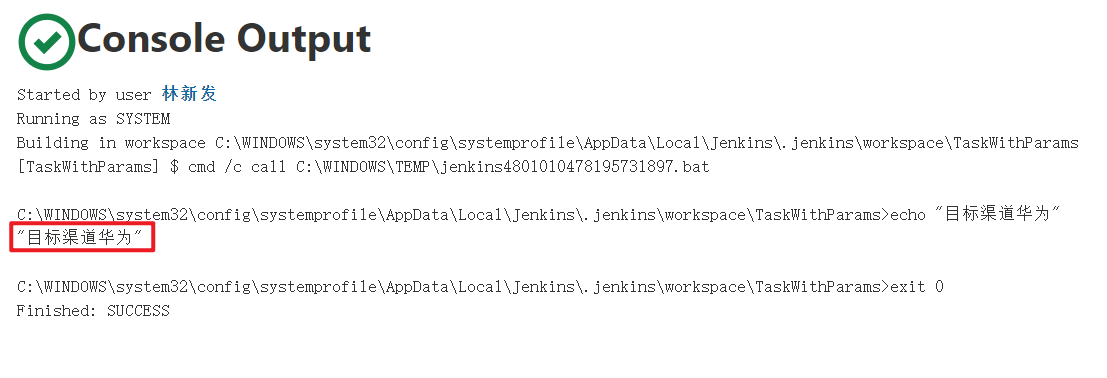 Console Output
Started by user 林新发
Running as SYSTEM
Building in workspace C:\WINDOWS\system32\config\systemprofile\AppData\Local\Jenkins\.jenkins\workspace\TaskWithParams
[TaskWithParams] $ cmd /c call C:\WINDOWS\TEMP\jenkins4801010478195731897.bat
C:\WINDOWS\system32\config\systemprofile\AppData\Local\Jenkins\.jenkins\workspace\TaskWithParams>echo "目标渠道华为"
"目标渠道华为"
C:\WINDOWS\system32\config\systemprofile\AppData\Local\Jenkins\.jenkins\workspace\TaskWithParams>exit 0
Finished: SUCCESS